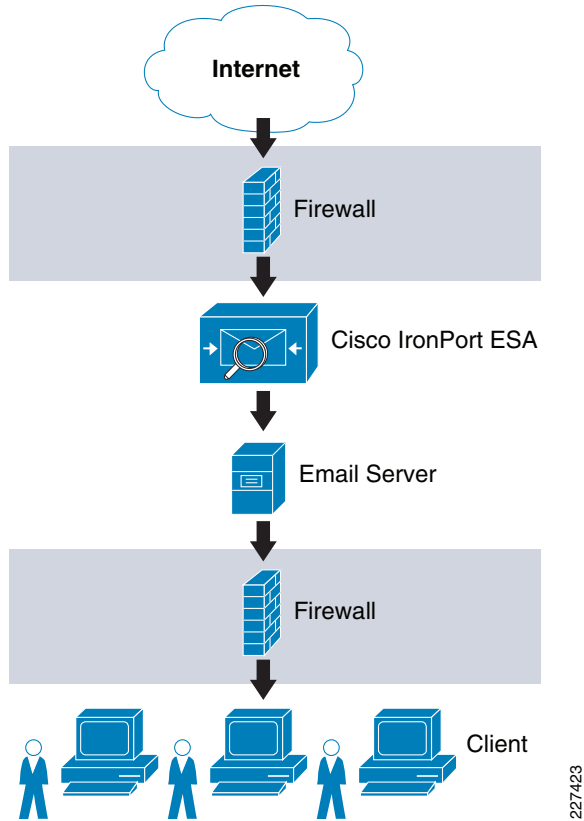 Internet
Firewall
Cisco IronPort ESA
Email Server
Firewall
Client
227423